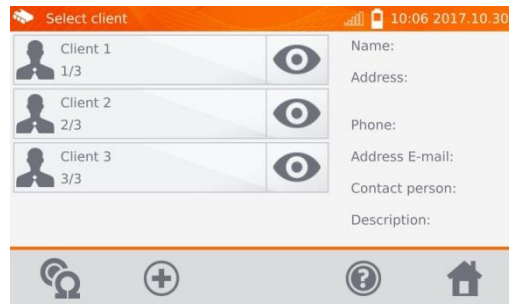 Select client
10:06 2017.10.30
Client 1
1/3
Client 2
2/3
Client 3
3/3
Name:
Address:
Phone:
Address E-mail:
Contact person:
Description: